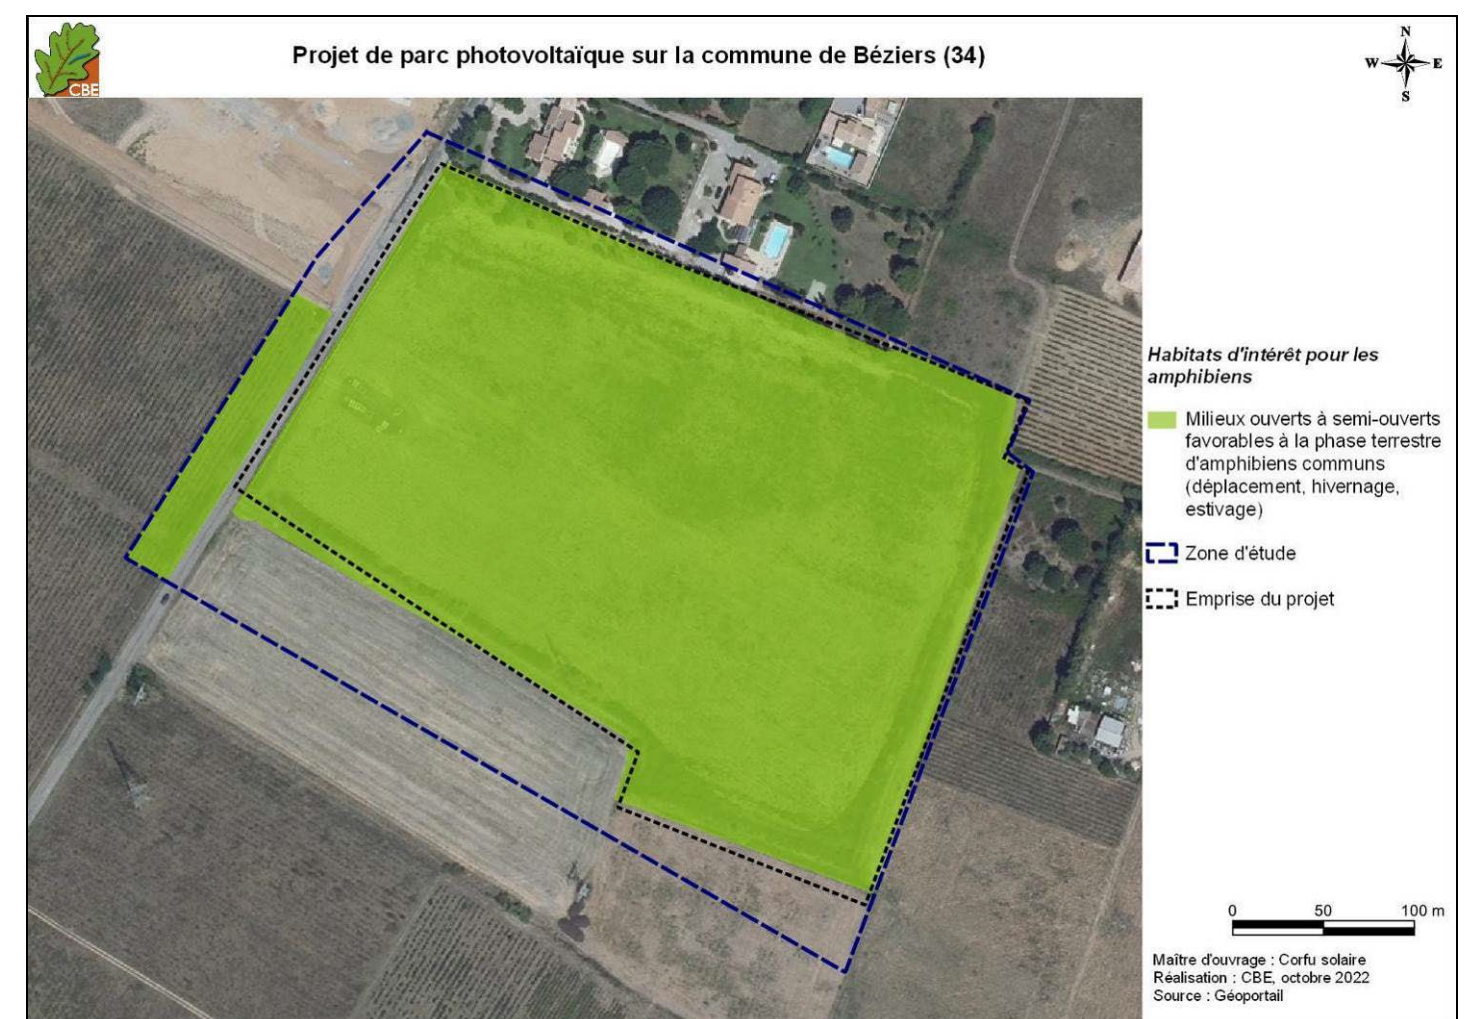 CBE
Projet de parc photovoltaïque sur la commune de Béziers (34)
N
W E
S
Habitats d'intérêt pour les
amphibiens
Milieux ouverts à semi-ouverts
favorables à la phase terrestre
d'amphibiens communs
(déplacement, hivernage,
estivage)
Zone d'étude
Emprise du projet
0 50 100 m
Maître d'ouvrage : Corfu solaire
Réalisation : CBE, octobre 2022
Source : Géoportail